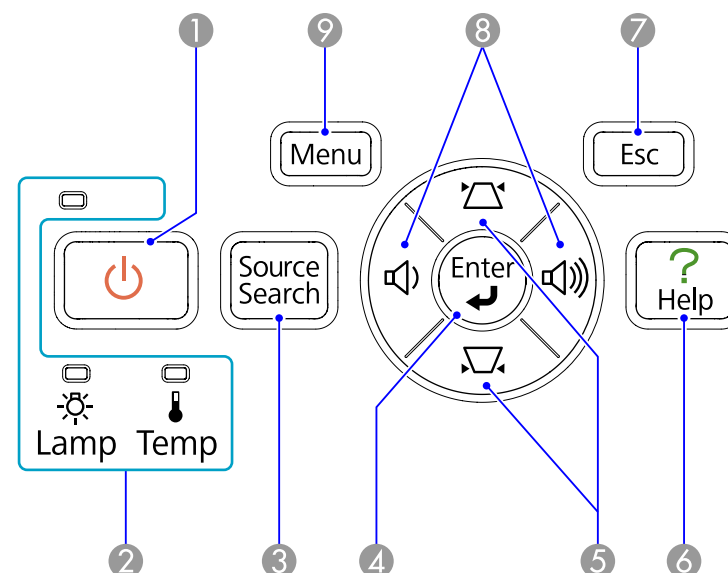 1 9 8 7
Menu
Esc
Source
Search
Enter
?
Help
Lamp Temp
2 3 4 5 6